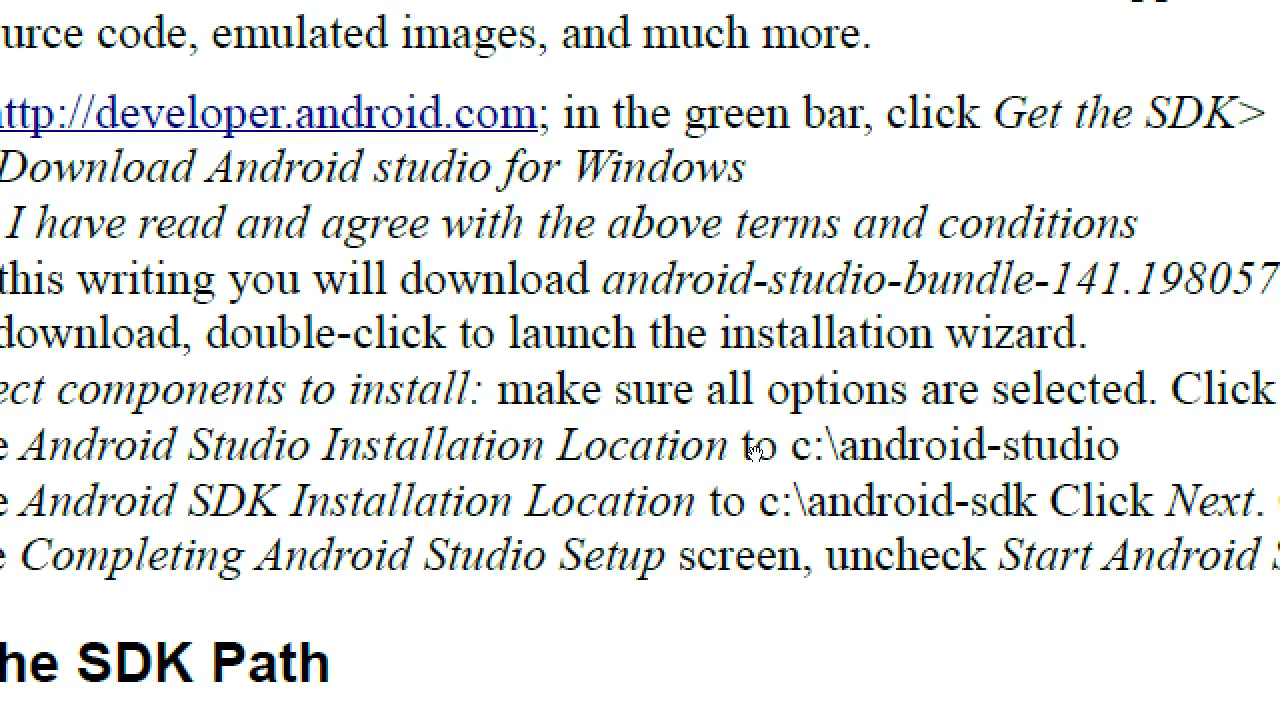 urce code, emulated images, and much more.
ttp://developer.android.com; in the green bar, click Get the SDK>
Download Android studio for Windows
I have read and agree with the above terms and conditions
this writing you will download android-studio-bundle-141.198057
download, double-click to launch the installation wizard.
ect components to install: make sure all options are selected. Click
e Android Studio Installation Location to c:\android-studio
e Android SDK Installation Location to c:\android-sdk Click Next.
e Completing Android Studio Setup screen, uncheck Start Android S
he SDK Path